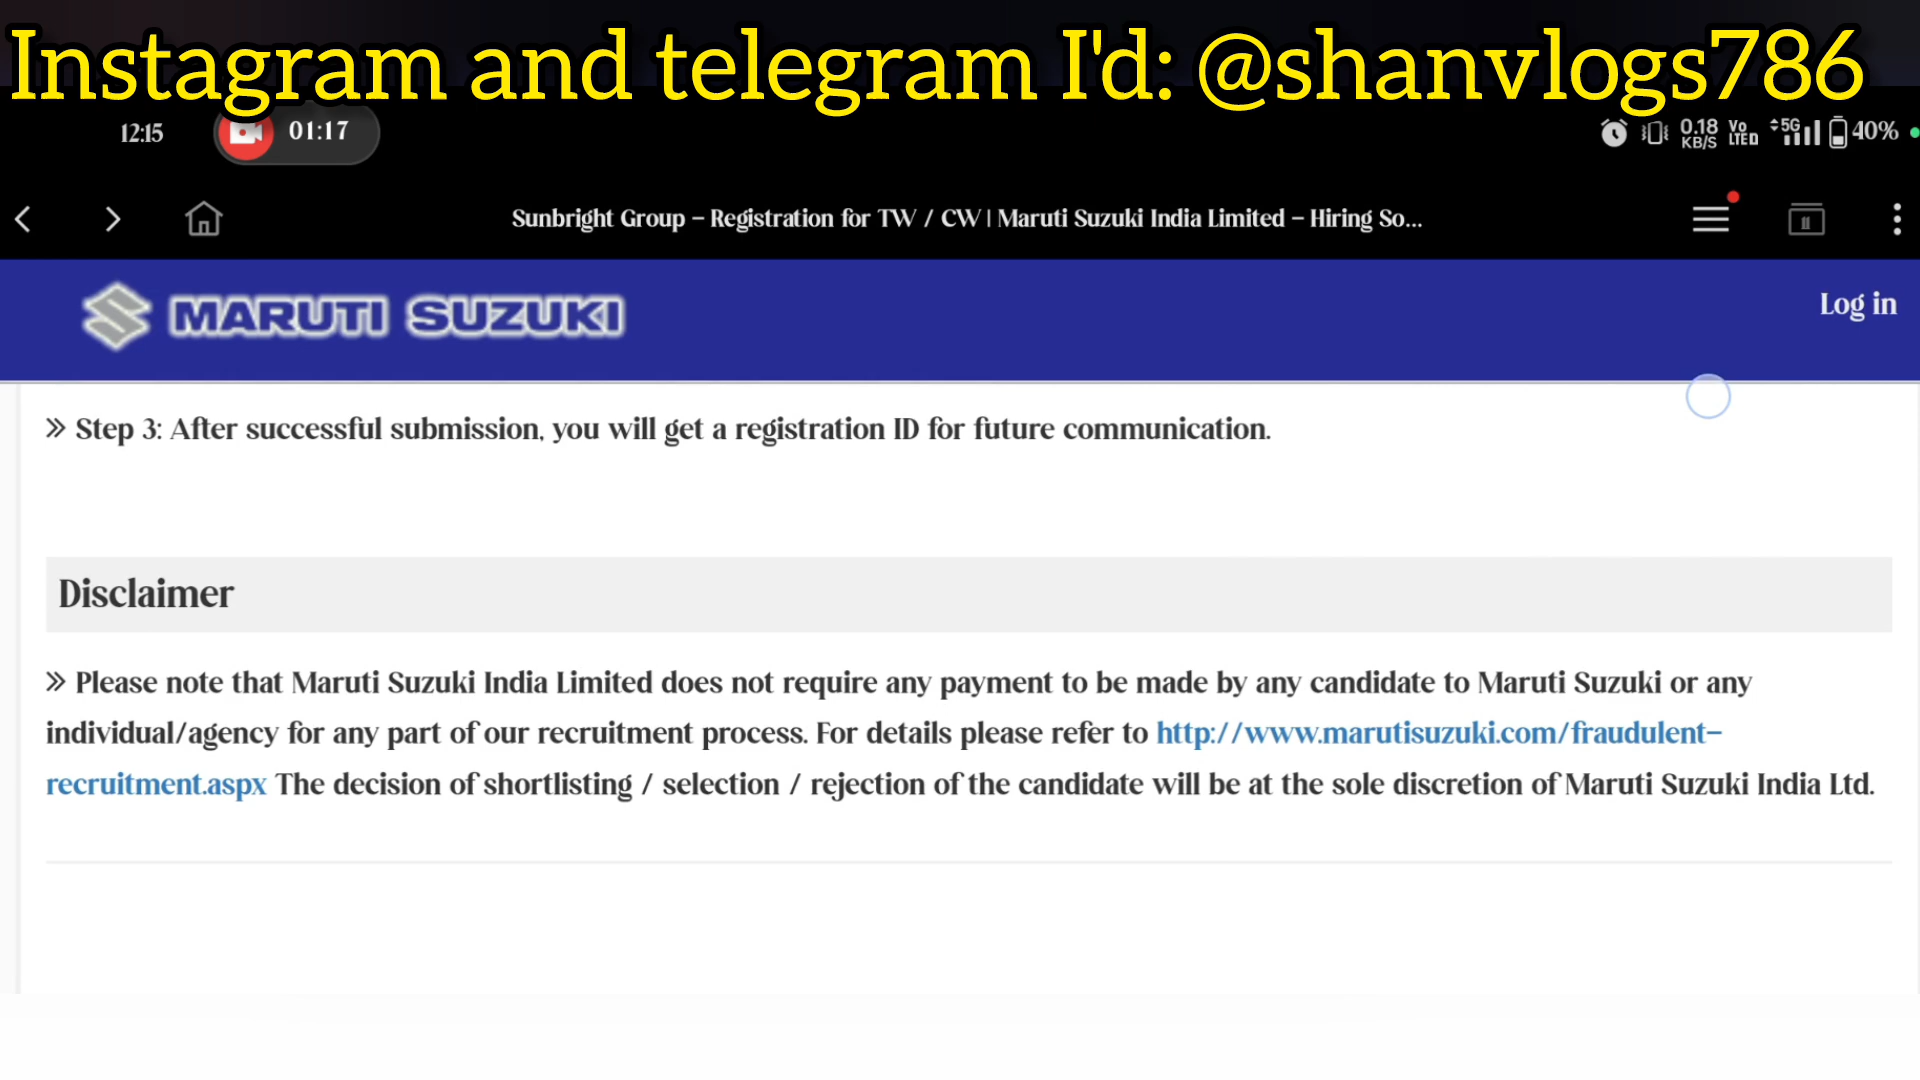 Instagram and telegram I'd: @shanvlogs786
12:15 01:17 0.18 KB/S Vo LTED 5G 40%
Sunbright Group – Registration for TW / CW | Maruti Suzuki India Limited – Hiring So...
MARUTI SUZUKI Log in
» Step 3: After successful submission, you will get a registration ID for future communication.
Disclaimer
» Please note that Maruti Suzuki India Limited does not require any payment to be made by any candidate to Maruti Suzuki or any
individual/agency for any part of our recruitment process. For details please refer to http://www.marutisuzuki.com/fraudulent-
recruitment.aspx The decision of shortlisting / selection / rejection of the candidate will be at the sole discretion of Maruti Suzuki India Ltd.